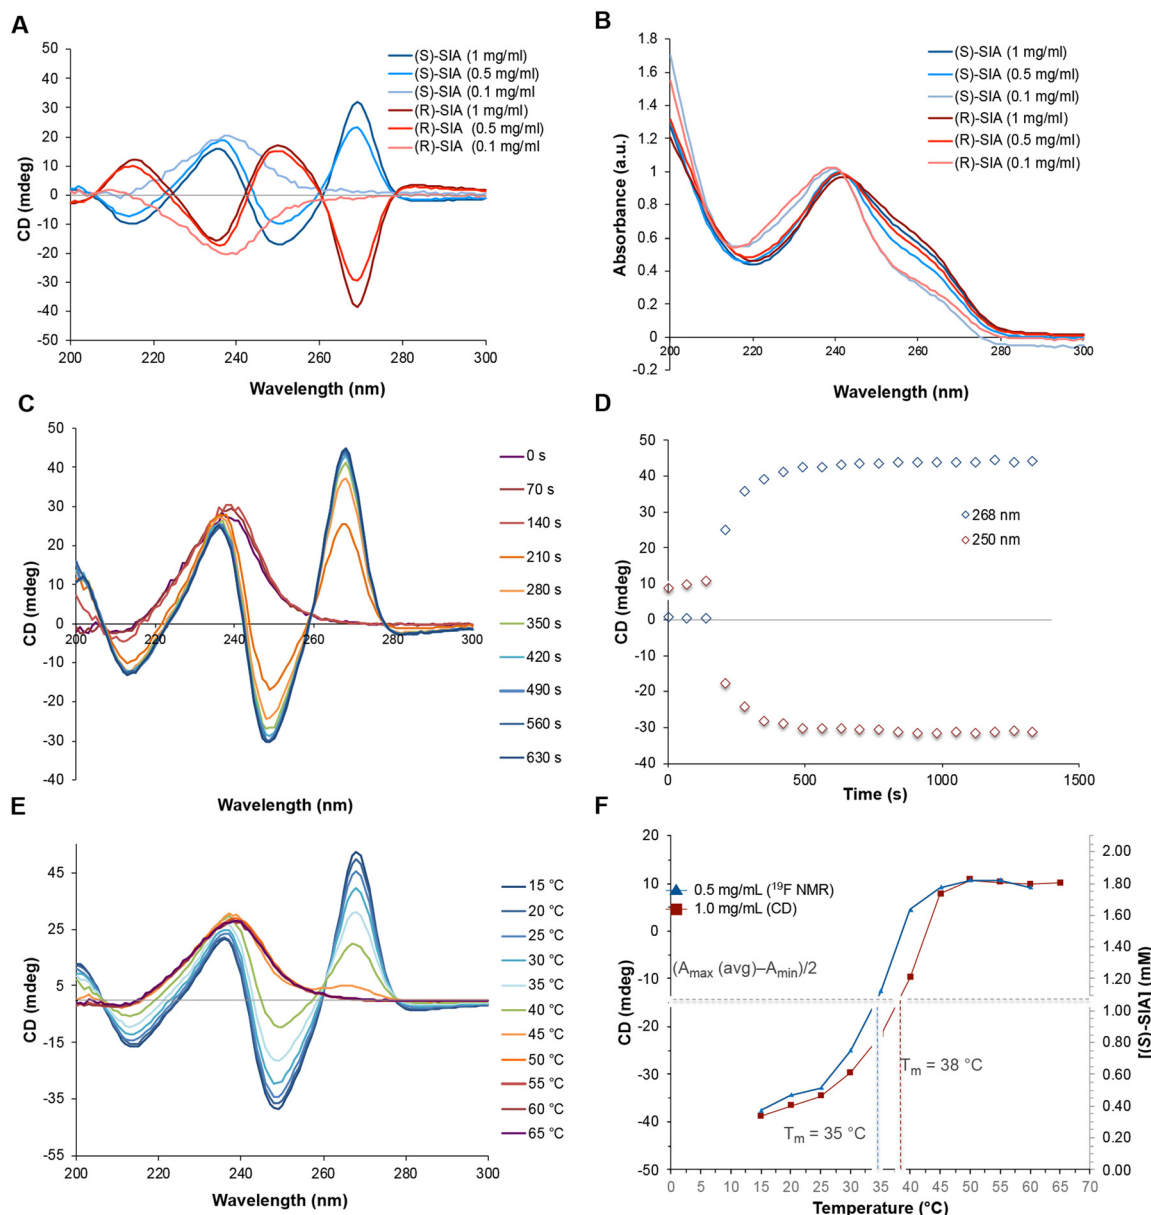 A
50
40
30
20
10
0
-10
-20
-30
-40
-50
200
220
240
260
280
300
CD (mdeg)
Wavelength (nm)
(S)-SIA (1 mg/ml)
(S)-SIA (0.5 mg/ml)
(S)-SIA (0.1 mg/ml
(R)-SIA (1 mg/ml)
(R)-SIA (0.5 mg/ml)
(R)-SIA (0.1 mg/ml
B
1.8
1.6
1.4
1.2
1
0.8
0.6
0.4
0.2
0
-0.2
200
220
240
260
280
300
Absorbance (a.u.)
Wavelength (nm)
(S)-SIA (1 mg/ml)
(S)-SIA (0.5 mg/ml)
(S)-SIA (0.1 mg/ml)
(R)-SIA (1 mg/ml)
(R)-SIA (0.5 mg/ml)
(R)-SIA (0.1 mg/ml)
C
50
40
30
20
10
0
-10
-20
-30
-40
200
220
240
260
280
300
CD (mdeg)
Wavelength (nm)
0 s
70 s
140 s
210 s
280 s
350 s
420 s
490 s
560 s
630 s
D
50
40
30
20
10
0
-10
-20
-30
-40
0
500
1000
1500
CD (mdeg)
Time (s)
268 nm
250 nm
E
45
25
5
-15
-35
-55
200
220
240
260
280
300
CD (mdeg)
Wavelength (nm)
15 °C
20 °C
25 °C
30 °C
35 °C
40 °C
45 °C
50 °C
55 °C
60 °C
65 °C
F
20
10
0
-10
-20
-30
-40
-50
CD (mdeg)
0.5 mg/mL (¹⁹F NMR)
1.0 mg/mL (CD)
(Amax (avg)–Amin)/2
Tm = 38 °C
Tm = 35 °C
2.00
1.80
1.60
1.40
1.20
1.00
0.80
0.60
0.40
0.20
0.00
[(S)-SIA] (mM)
0
5
10
15
20
25
30
35
40
45
50
55
60
65
70
Temperature (°C)